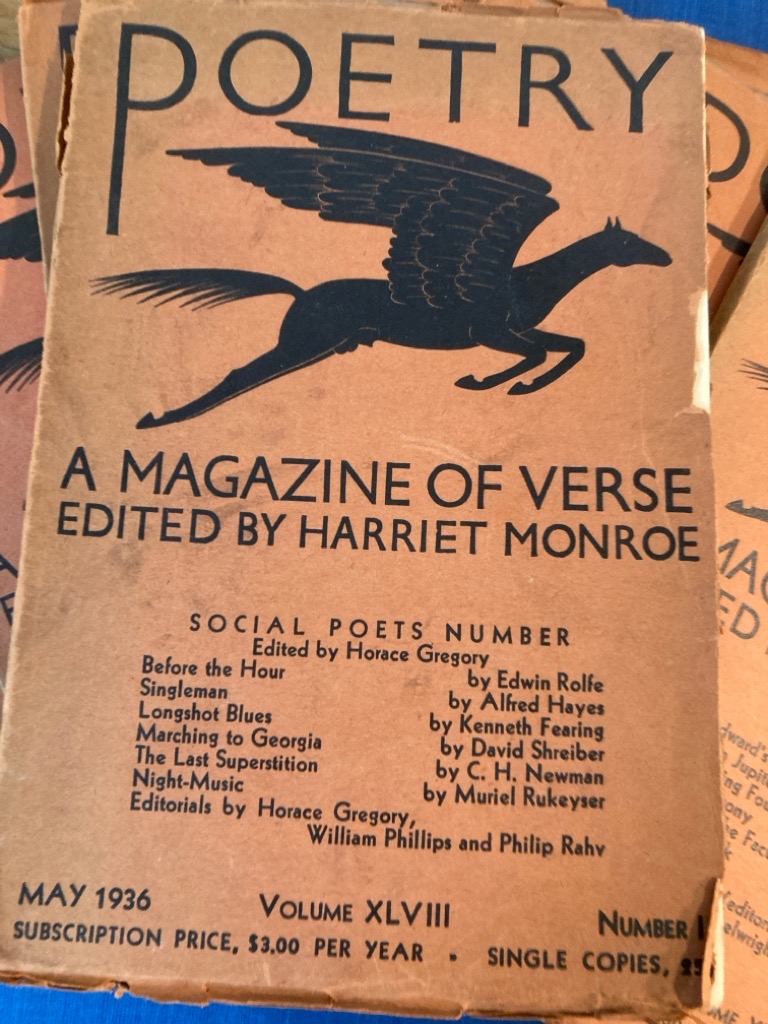 POETRY
A MAGAZINE OF VERSE
EDITED BY HARRIET MONROE
SOCIAL POETS NUMBER
Edited by Horace Gregory
Before the Hour by Edwin Rolfe
Singleman by Alfred Hayes
Longshot Blues by Kenneth Fearing
Marching to Georgia by David Shreiber
The Last Superstition by C. H. Newman
Night-Music by Muriel Rukeyser
Editorials by Horace Gregory,
William Phillips and Philip Rahv
MAY 1936 VOLUME XLVIII NUMBER
SUBSCRIPTION PRICE, $3.00 PER YEAR • SINGLE COPIES,